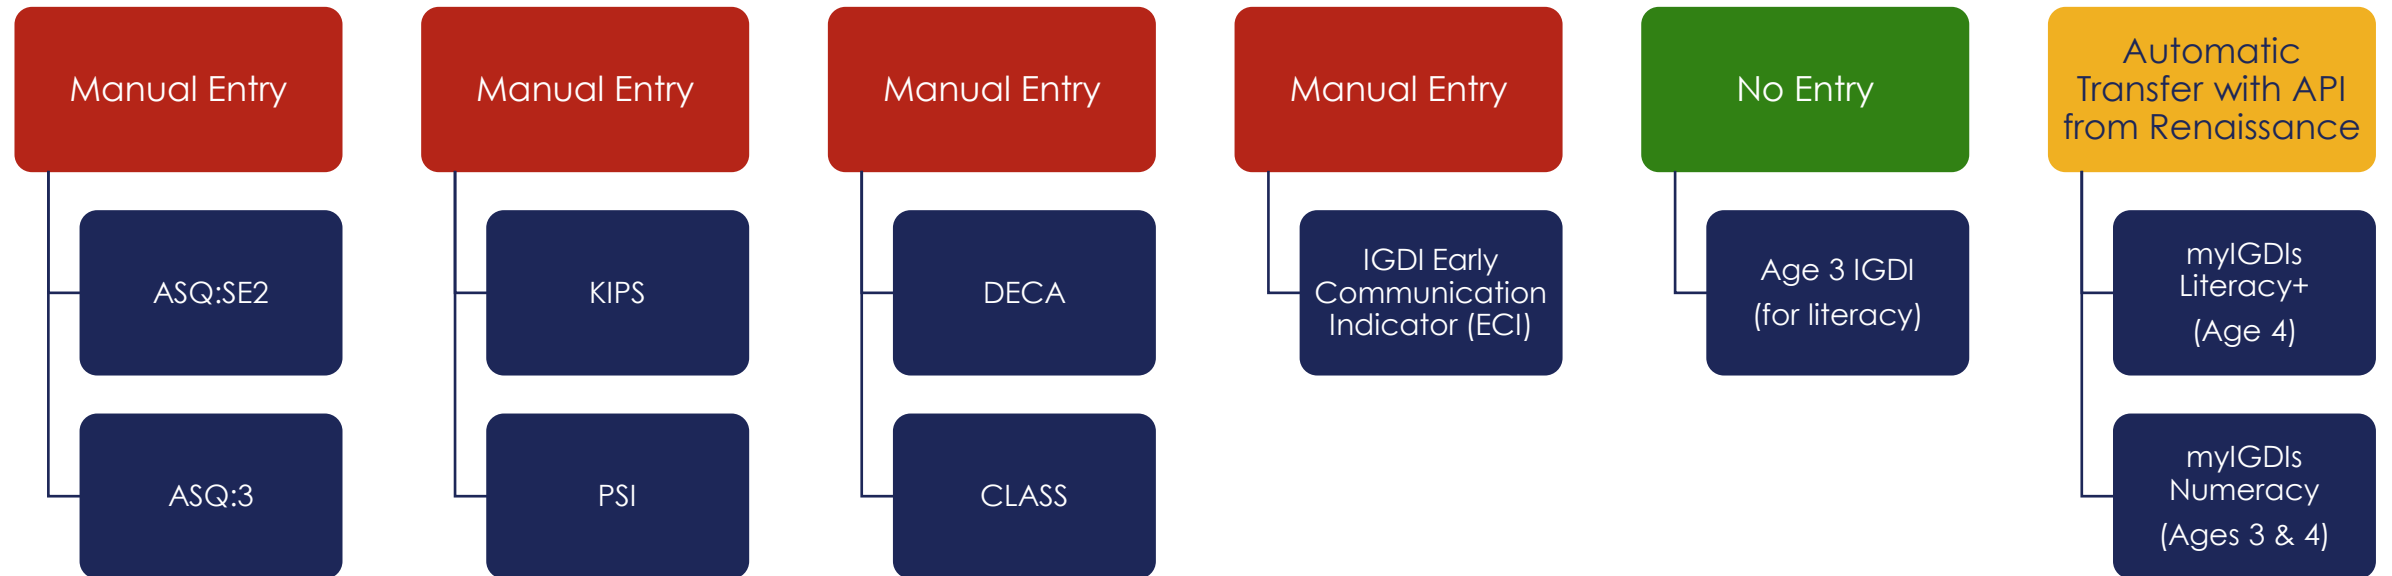 Manual Entry
ASQ:SE2
ASQ:3
Manual Entry
KIPS
PSI
Manual Entry
DECA
CLASS
Manual Entry
IGDI Early
Communication
Indicator (ECI)
No Entry
Age 3 IGDI
(for literacy)
Automatic
Transfer with API
from Renaissance
myIGDIs
Literacy+
(Age 4)
myIGDIs
Numeracy
(Ages 3 & 4)